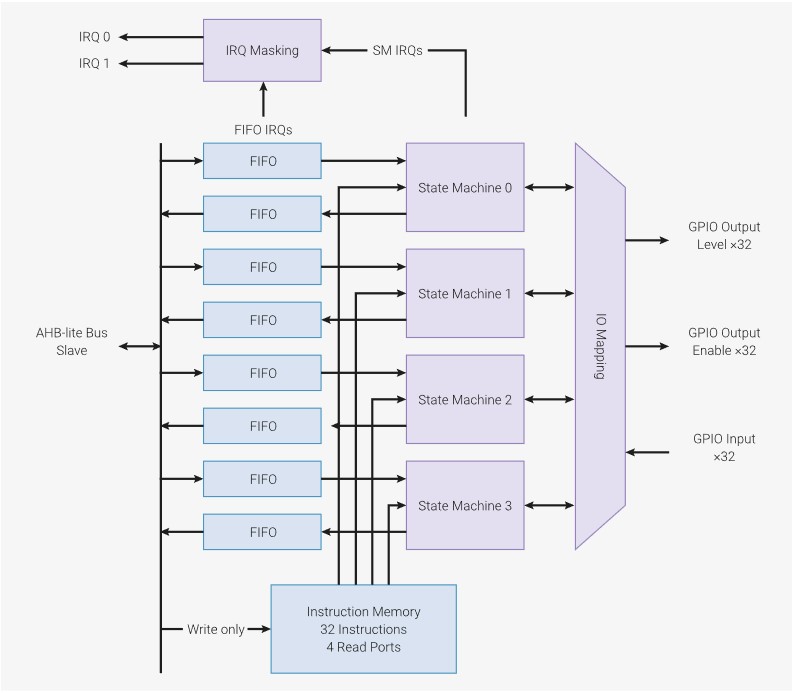 IRQ 0
IRQ 1
IRQ Masking
SM IRQs
FIFO IRQs
FIFO
FIFO
FIFO
FIFO
FIFO
FIFO
FIFO
FIFO
State Machine 0
State Machine 1
State Machine 2
State Machine 3
AHB-lite Bus
Slave
IO Mapping
GPIO Output
Level ×32
GPIO Output
Enable ×32
GPIO Input
×32
Write only
Instruction Memory
32 Instructions
4 Read Ports